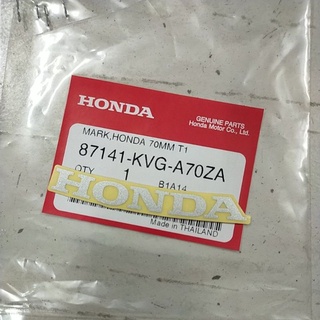 HONDA
GENUINE PARTS
Honda Motor Co., Ltd.
MARK,HONDA 70MM T1
87141-KVG-A70ZA
QTY 1 B1A14
HONDA
Made in THAILAND